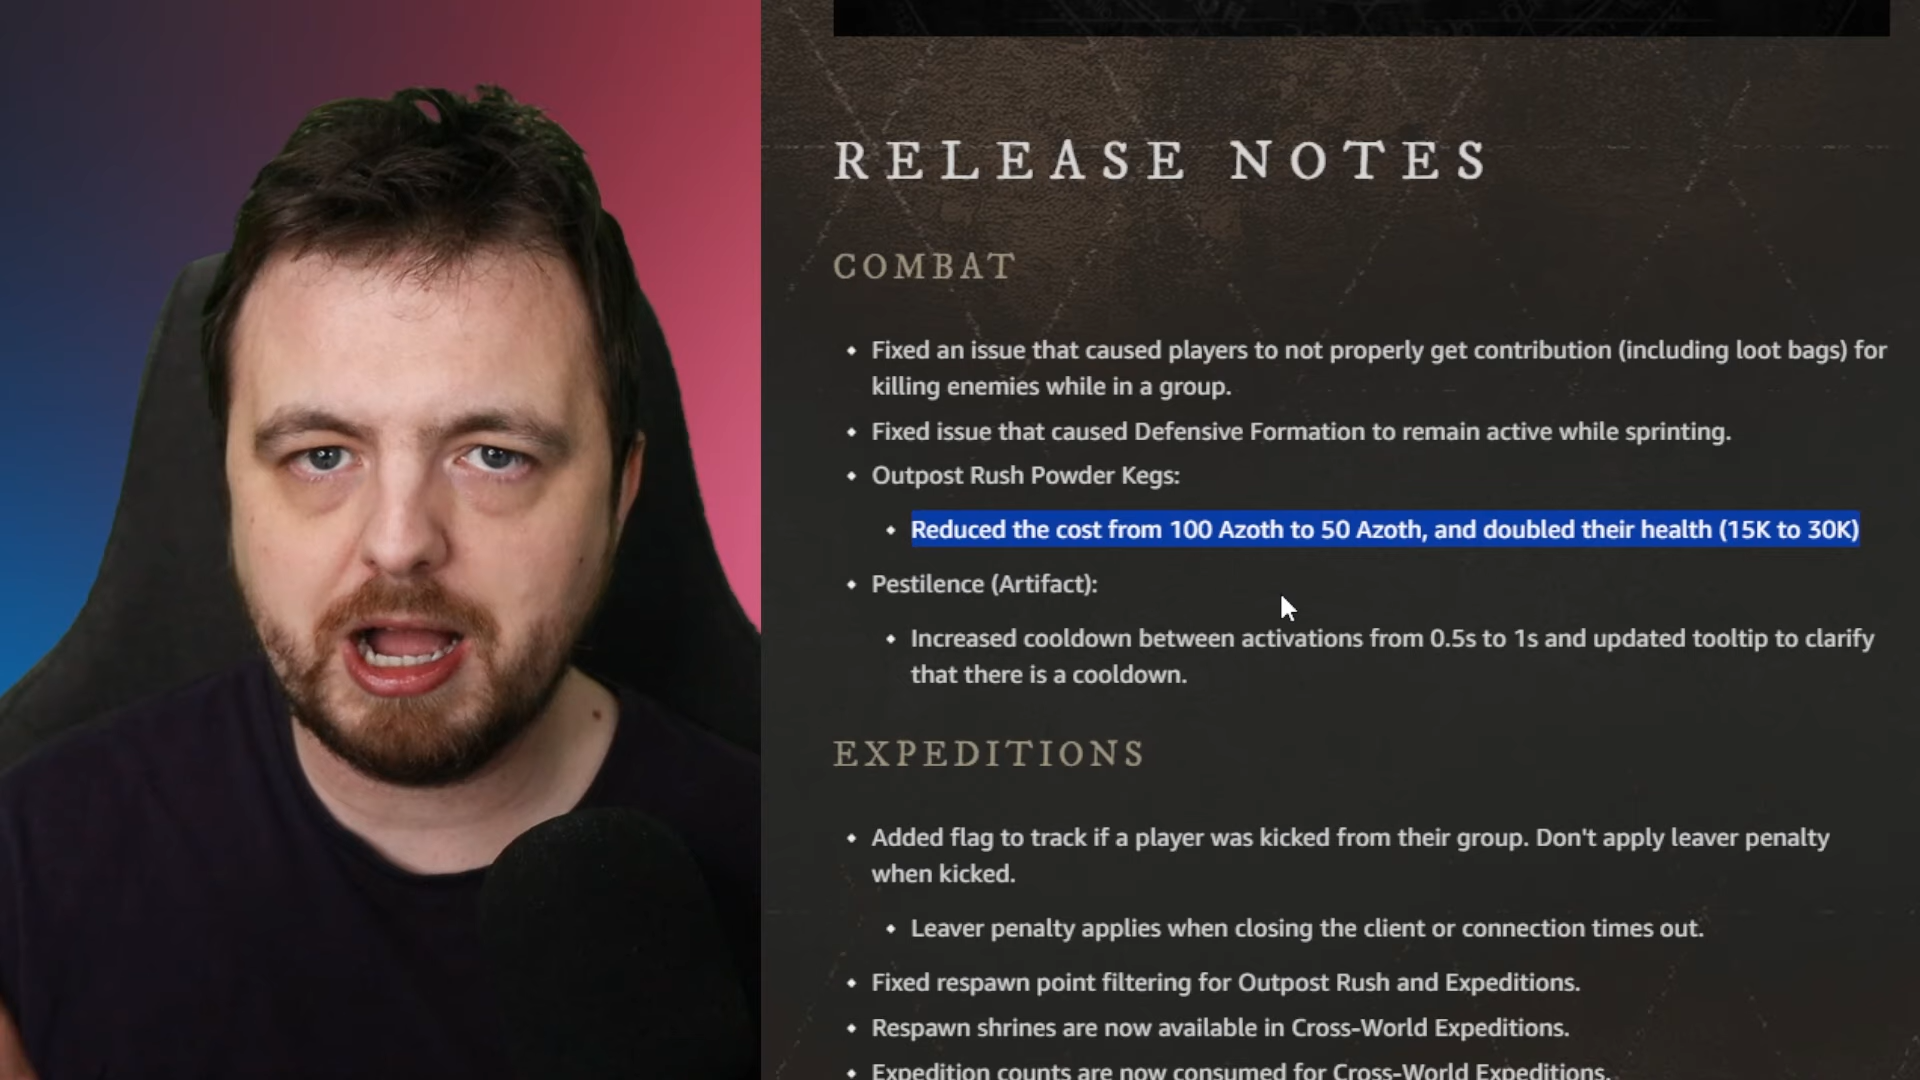 RELEASE NOTES
COMBAT
• Fixed an issue that caused players to not properly get contribution (including loot bags) for
killing enemies while in a group.
• Fixed issue that caused Defensive Formation to remain active while sprinting.
• Outpost Rush Powder Kegs:
• Reduced the cost from 100 Azoth to 50 Azoth, and doubled their health (15K to 30K)
• Pestilence (Artifact):
• Increased cooldown between activations from 0.5s to 1s and updated tooltip to clarify
that there is a cooldown.
EXPEDITIONS
• Added flag to track if a player was kicked from their group. Don't apply leaver penalty
when kicked.
• Leaver penalty applies when closing the client or connection times out.
• Fixed respawn point filtering for Outpost Rush and Expeditions.
• Respawn shrines are now available in Cross-World Expeditions.
• Expedition counts are now consumed for Cross-World Expeditions.